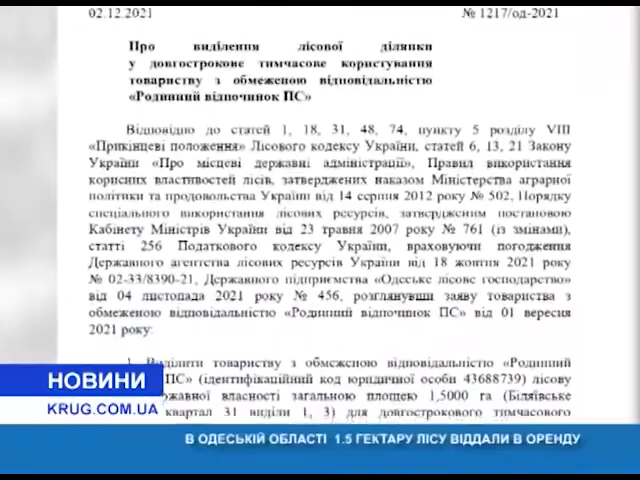 02.12.2021 № 1217/од-2021
Про виділення лісової ділянки
у довгострокове тимчасове користування
товариству з обмеженою відповідальністю
«Родинний відпочинок ПС»
Відповідно до статей 1, 18, 31, 48, 74, пункту 5 розділу VIII
«Прикінцеві положення» Лісового кодексу України, статей 6, 13, 21 Закону
України «Про місцеві державні адміністрації», Правил використання
корисних властивостей лісів, затверджених наказом Міністерства аграрної
політики та продовольства України від 14 серпня 2012 року № 502, Порядку
спеціального використання лісових ресурсів, затвердженим постановою
Кабінету Міністрів України від 23 травня 2007 року № 761 (із змінами),
статті 256 Податкового кодексу України, враховуючи погодження
Державного агентства лісових ресурсів України від 18 жовтня 2021 року
№ 02-33/8390-21, Державного підприємства «Одеське лісове господарство»
від 04 листопада 2021 року № 456, розглянувши заяву товариства з
обмеженою відповідальністю «Родинний відпочинок ПС» від 01 вересня
2021 року:
1. Виділити товариству з обмеженою відповідальністю «Родинний
ПС» (ідентифікаційний код юридичної особи 43688739) лісову
державної власності загальною площею 1,5000 га (Біляївське
квартал 31 виділи 1, 3) для довгострокового тимчасового
НОВИНИ
KRUG.COM.UA
В ОДЕСЬКІЙ ОБЛАСТІ 1.5 ГЕКТАРУ ЛІСУ ВІДДАЛИ В ОРЕНДУ